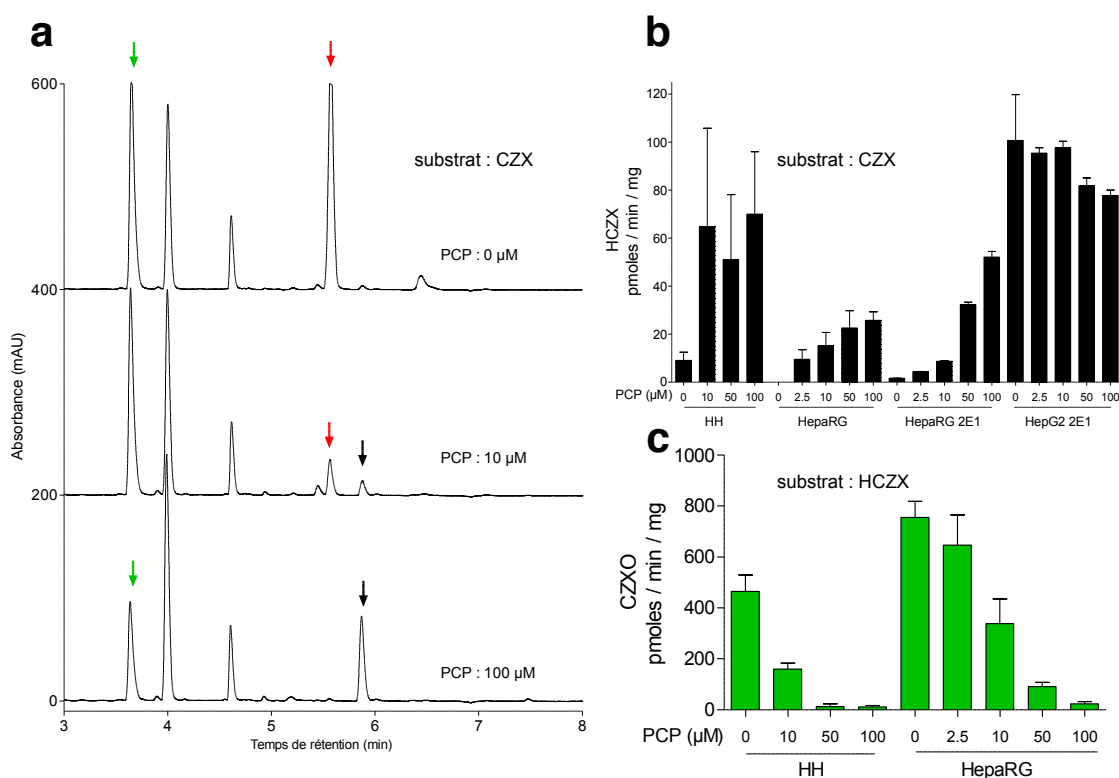 a
600
substrat : CZX
PCP : 0 µM
400
Absorbance (mAU)
PCP : 10 µM
200
PCP : 100 µM
0
3 4 5 6 7 8
Temps de rétention (min)
b
120
100
80
60
40
20
0
HCZX
pmoles / min / mg
substrat : CZX
PCP (µM) 0 10 50 100 0 2.5 10 50 100 0 2.5 10 50 100 0 2.5 10 50 100
HH HepaRG HepaRG 2E1 HepG2 2E1
c
1000
800
600
400
200
0
CZXO
pmoles / min / mg
substrat : HCZX
PCP (µM) 0 10 50 100 0 2.5 10 50 100
HH HepaRG